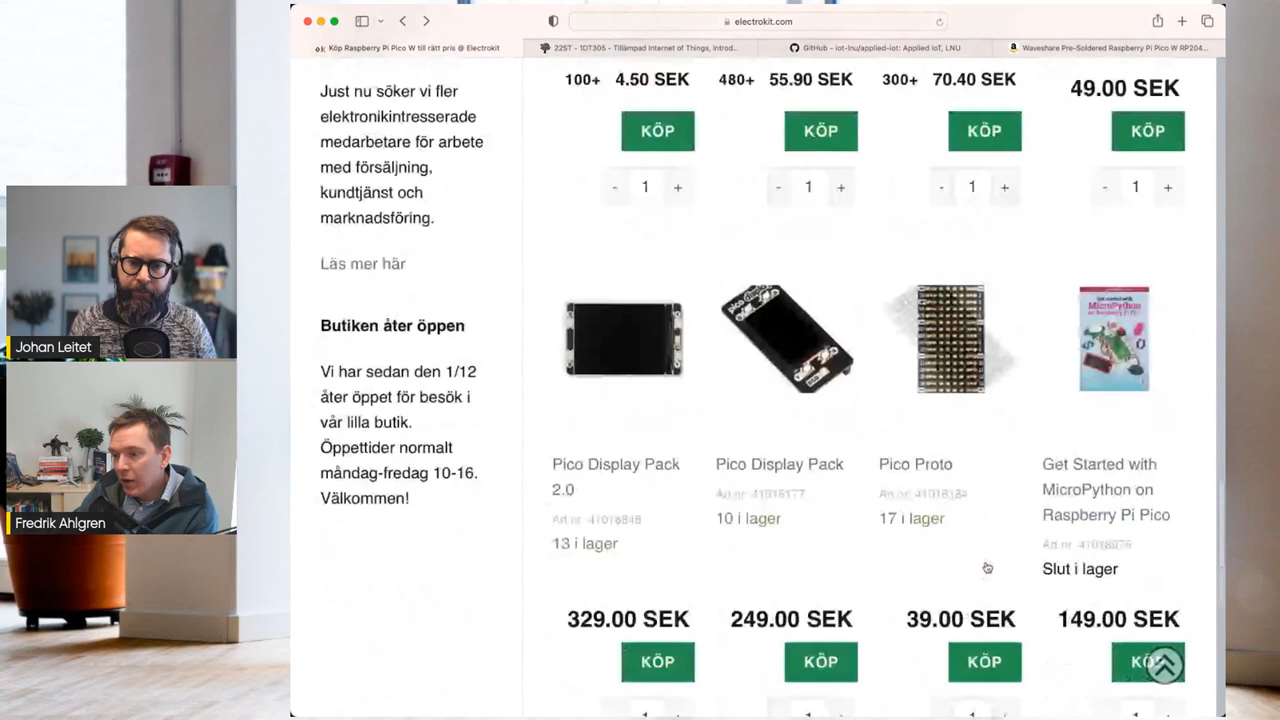 electrokit.com
Köp Raspberry Pi Pico W till rätt pris @ Electrokit
22ST - 1DT305 - Tillämpad Internet of Things, Introd...
GitHub - iot-lnu/applied-iot: Applied IoT, LNU
Waveshare Pre-Soldered Raspberry Pi Pico W RP204...
Just nu söker vi fler
elektronikintresserade
medarbetare för arbete
med försäljning,
kundtjänst och
marknadsföring.
Läs mer här
Butiken åter öppen
Vi har sedan den 1/12
åter öppet för besök i
vår lilla butik.
Öppettider normalt
måndag-fredag 10-16.
Välkommen!
100+ 4.50 SEK
480+ 55.90 SEK
300+ 70.40 SEK
49.00 SEK
KÖP
KÖP
KÖP
KÖP
- 1 +
- 1 +
- 1 +
- 1 +
pico display
Get started with
MicroPython
Pico Display Pack
2.0
13 i lager
Pico Display Pack
10 i lager
Pico Proto
17 i lager
Get Started with
MicroPython on
Raspberry Pi Pico
Slut i lager
329.00 SEK
249.00 SEK
39.00 SEK
149.00 SEK
KÖP
KÖP
KÖP
KÖP
Johan Leitet
Fredrik Ahlgren